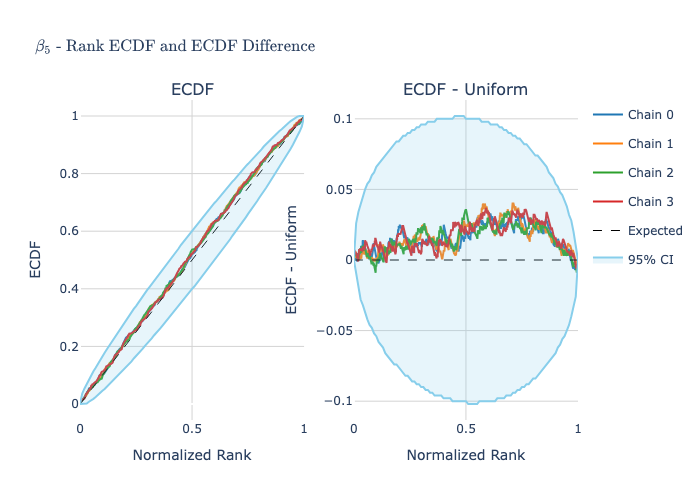 β₅ - Rank ECDF and ECDF Difference
ECDF
ECDF - Uniform
1
0.8
0.6
0.4
0.2
0
ECDF
0
0.5
1
Normalized Rank
0.1
0.05
0
−0.05
−0.1
ECDF - Uniform
0
0.5
1
Normalized Rank
Chain 0
Chain 1
Chain 2
Chain 3
Expected
95% CI